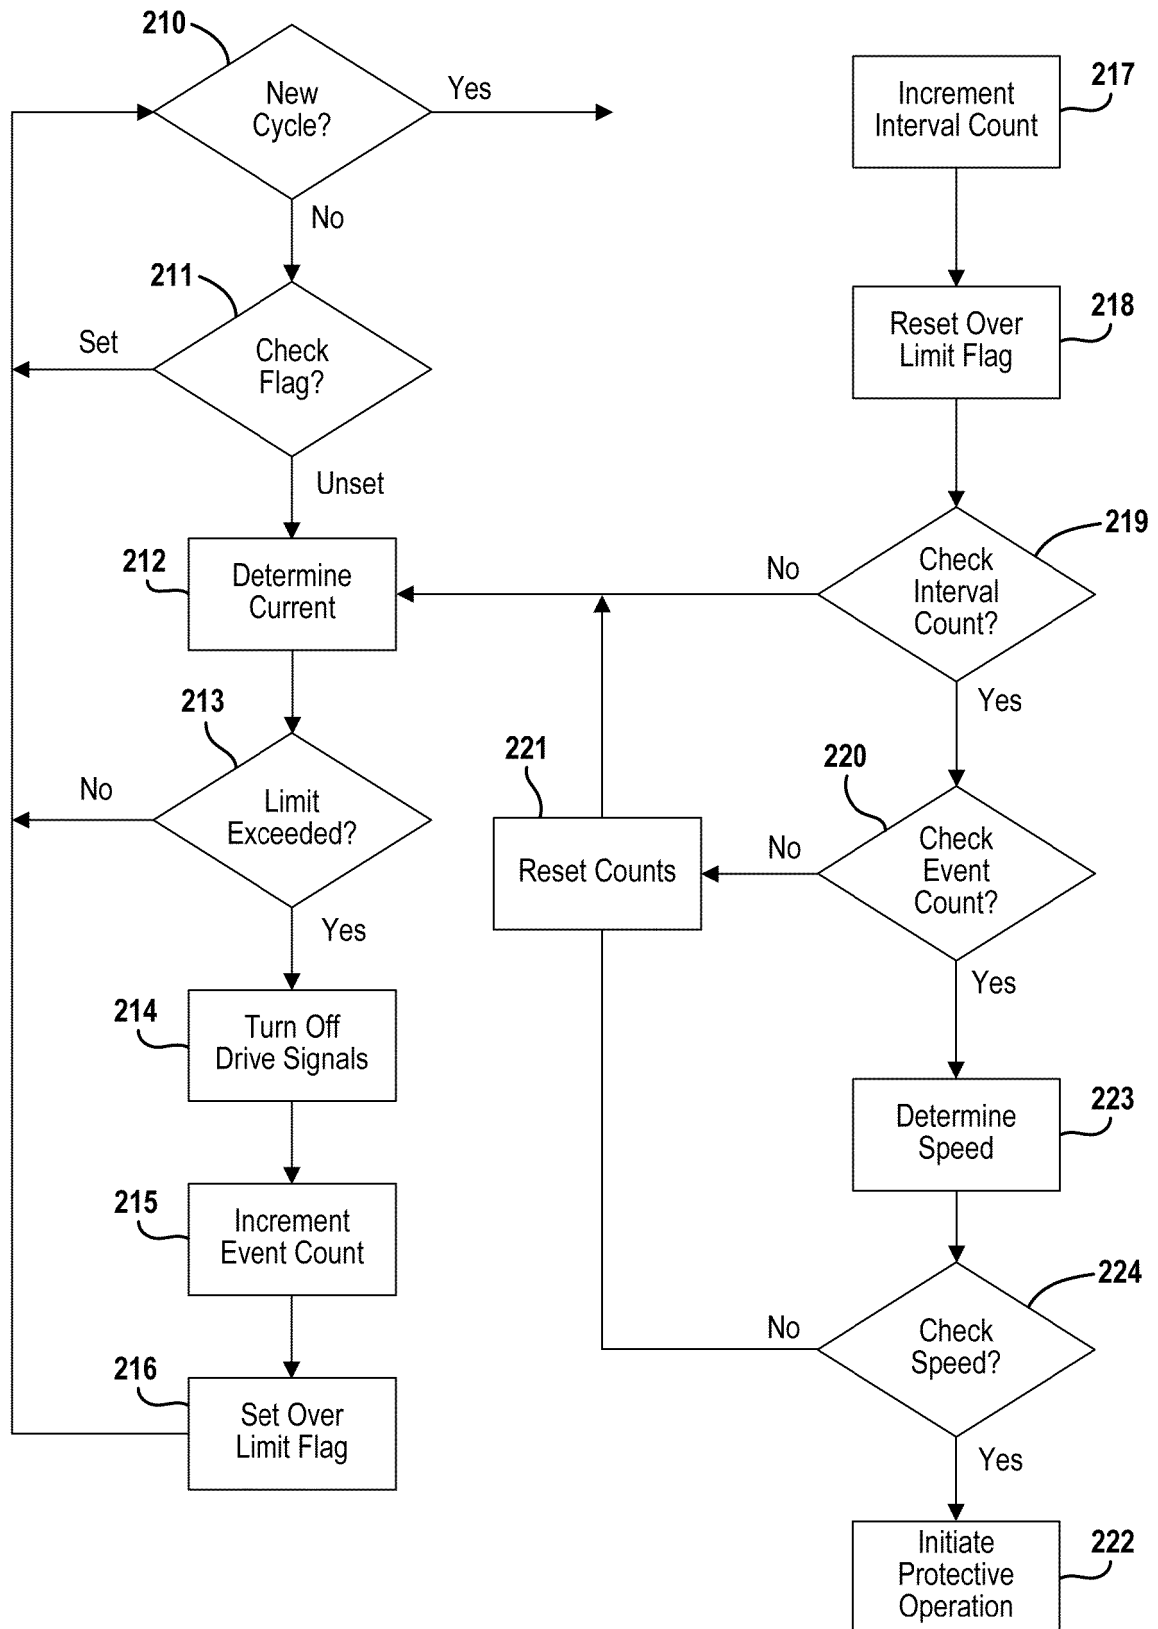 210
New
Cycle?
Yes
No
211
Check
Flag?
Set
Unset
212
Determine
Current
213
Limit
Exceeded?
No
Yes
214
Turn Off
Drive Signals
215
Increment
Event Count
216
Set Over
Limit Flag
217
Increment
Interval Count
218
Reset Over
Limit Flag
219
Check
Interval
Count?
No
Yes
220
Check
Event
Count?
No
Yes
221
Reset Counts
223
Determine
Speed
224
Check
Speed?
No
Yes
222
Initiate
Protective
Operation